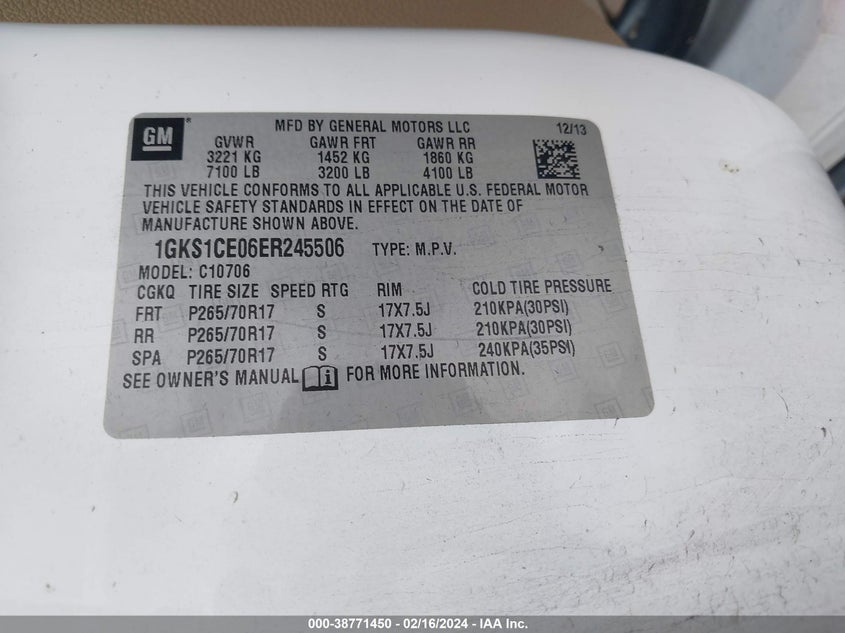 GM
MFD BY GENERAL MOTORS LLC 12/13
GVWR GAWR FRT GAWR RR
3221 KG 1452 KG 1860 KG
7100 LB 3200 LB 4100 LB
THIS VEHICLE CONFORMS TO ALL APPLICABLE U.S. FEDERAL MOTOR
VEHICLE SAFETY STANDARDS IN EFFECT ON THE DATE OF
MANUFACTURE SHOWN ABOVE.
1GKS1CE06ER245506 TYPE: M.P.V.
MODEL: C10706
CGKQ TIRE SIZE SPEED RTG RIM COLD TIRE PRESSURE
FRT P265/70R17 S 17X7.5J 210KPA(30PSI)
RR P265/70R17 S 17X7.5J 210KPA(30PSI)
SPA P265/70R17 S 17X7.5J 240KPA(35PSI)
SEE OWNER'S MANUAL i FOR MORE INFORMATION.
000-38771450 - 02/16/2024 - IAA Inc.